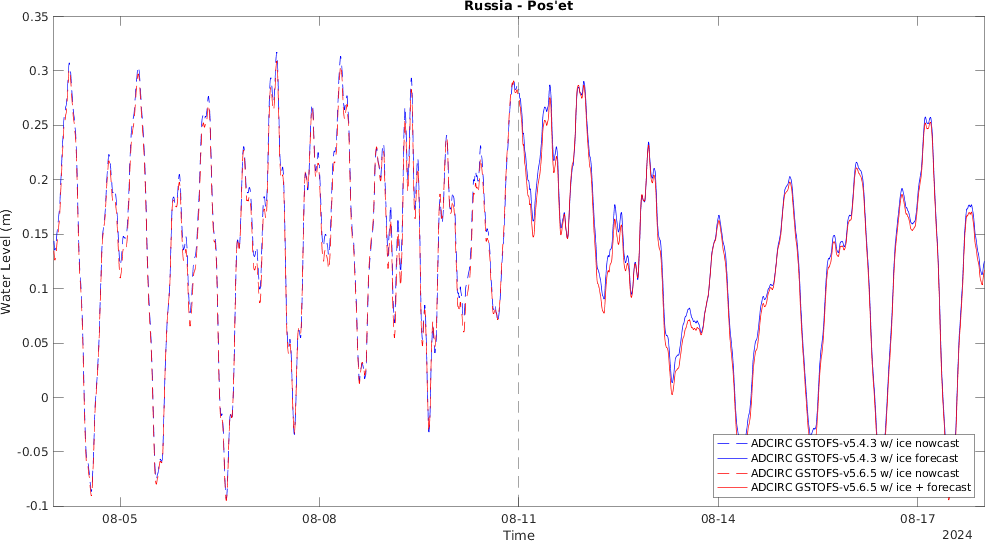 Russia - Pos'et
0.35
0.3
0.25
0.2
0.15
0.1
0.05
0
-0.05
-0.1
Water Level (m)
ADCIRC GSTOFS-v5.4.3 w/ ice nowcast
ADCIRC GSTOFS-v5.4.3 w/ ice forecast
ADCIRC GSTOFS-v5.6.5 w/ ice nowcast
ADCIRC GSTOFS-v5.6.5 w/ ice + forecast
08-05
08-08
08-11
08-14
08-17
Time
2024